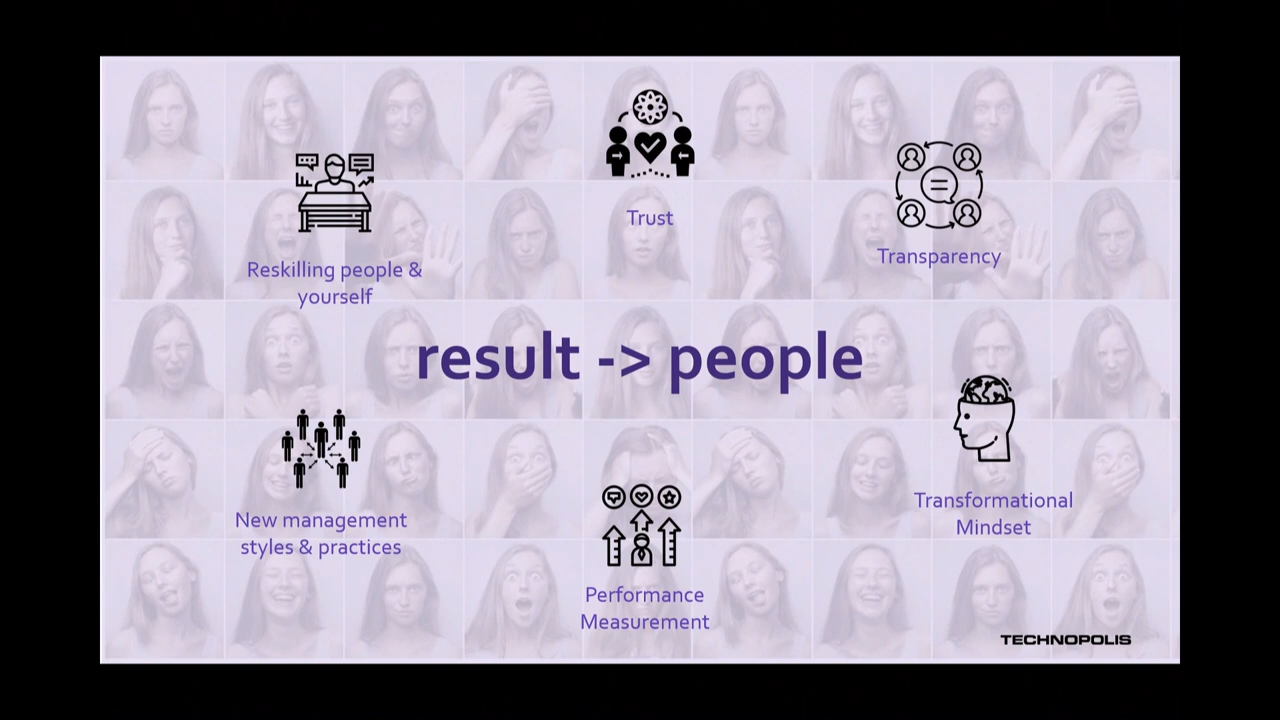 Trust
Transparency
Reskilling people &
yourself
result -> people
Transformational
Mindset
New management
styles & practices
Performance
Measurement
TECHNOPOLIS